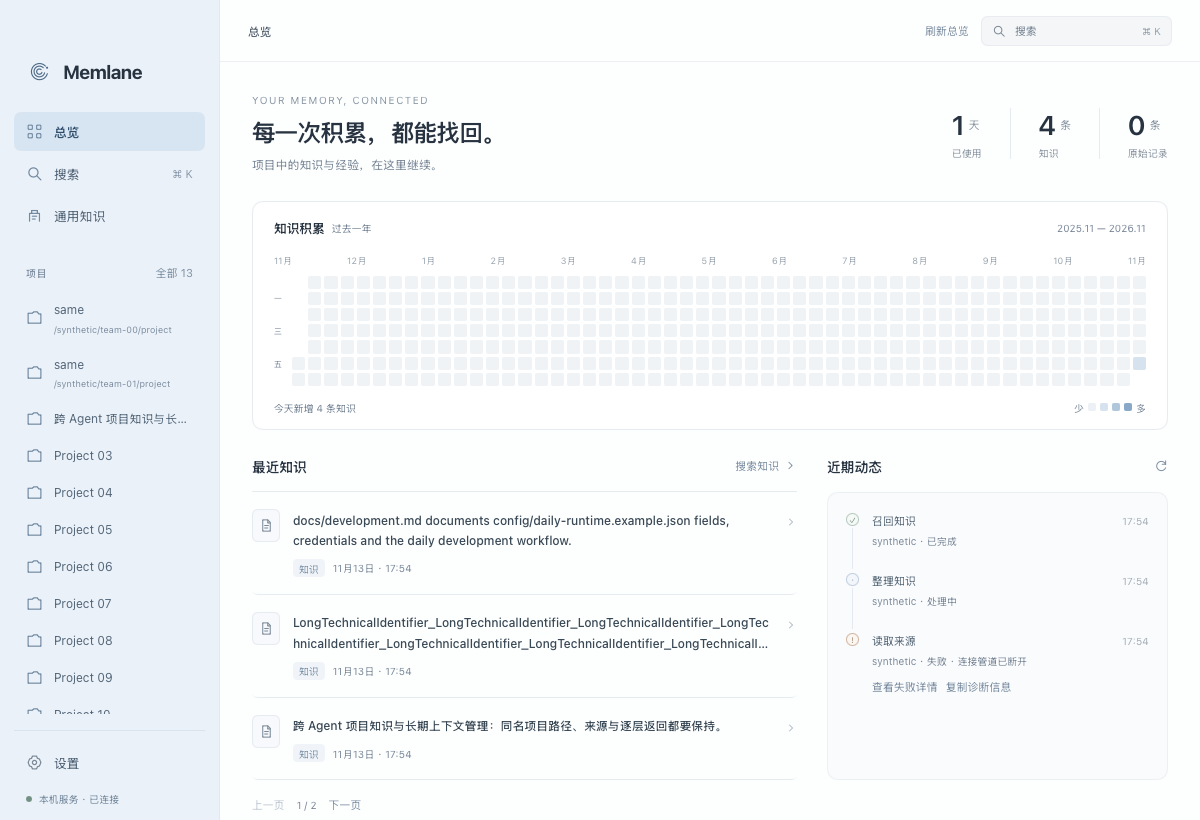 Memlane
总览
搜索 ⌘ K
通用知识
项目 全部 13
same
/synthetic/team-00/project
same
/synthetic/team-01/project
跨 Agent 项目知识与长...
Project 03
Project 04
Project 05
Project 06
Project 07
Project 08
Project 09
Project 10
设置
本机服务 · 已连接
总览 刷新总览 搜索 ⌘ K
YOUR MEMORY, CONNECTED
每一次积累，都能找回。
项目中的知识与经验，在这里继续。
1 天 4 条 0 条
已使用 知识 原始记录
知识积累 过去一年 2025.11 — 2026.11
11月 12月 1月 2月 3月 4月 5月 6月 7月 8月 9月 10月 11月
一
三
五
今天新增 4 条知识 少 多
最近知识 搜索知识
docs/development.md documents config/daily-runtime.example.json fields,
credentials and the daily development workflow.
知识 11月13日 · 17:54
LongTechnicalIdentifier_LongTechnicalIdentifier_LongTechnicalIdentifier_LongTec
hnicalIdentifier_LongTechnicalIdentifier_LongTechnicalIdentifier_LongTechnicalI...
知识 11月13日 · 17:54
跨 Agent 项目知识与长期上下文管理：同名项目路径、来源与逐层返回都要保持。
知识 11月13日 · 17:54
上一页 1 / 2 下一页
近期动态
召回知识 17:54
synthetic · 已完成
整理知识 17:54
synthetic · 处理中
读取来源 17:54
synthetic · 失败 · 连接管道已断开
查看失败详情 复制诊断信息